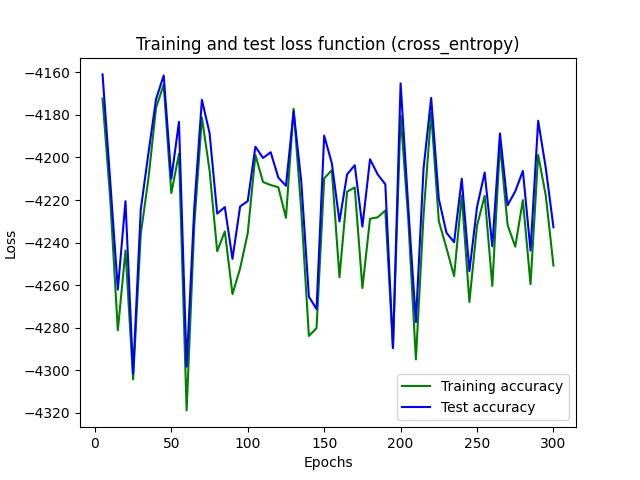 Training and test loss function (cross_entropy)
−4160
−4180
−4200
−4220
−4240
−4260
−4280
−4300
−4320
Loss
Training accuracy
Test accuracy
0 50 100 150 200 250 300
Epochs